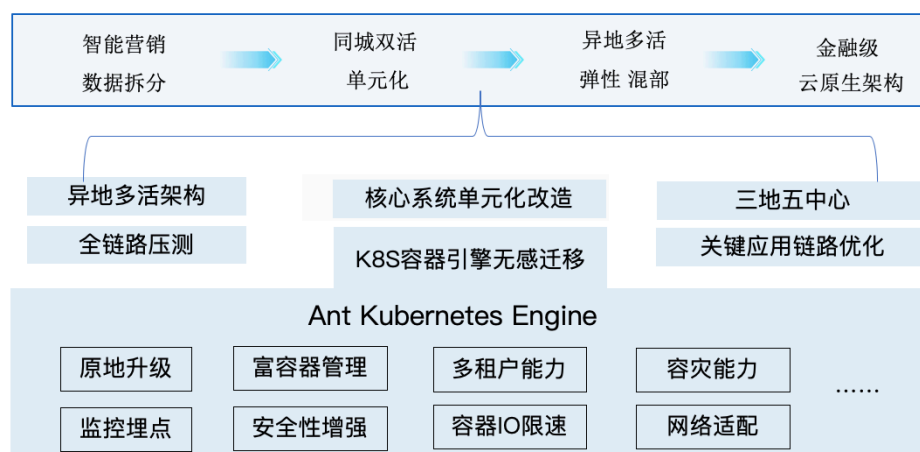 智能营销
数据拆分
同城双活
单元化
异地多活
弹性 混部
金融级
云原生架构
异地多活架构
核心系统单元化改造
三地五中心
全链路压测
K8S容器引擎无感迁移
关键应用链路优化
Ant Kubernetes Engine
原地升级
富容器管理
多租户能力
容灾能力
······
监控埋点
安全性增强
容器IO限速
网络适配